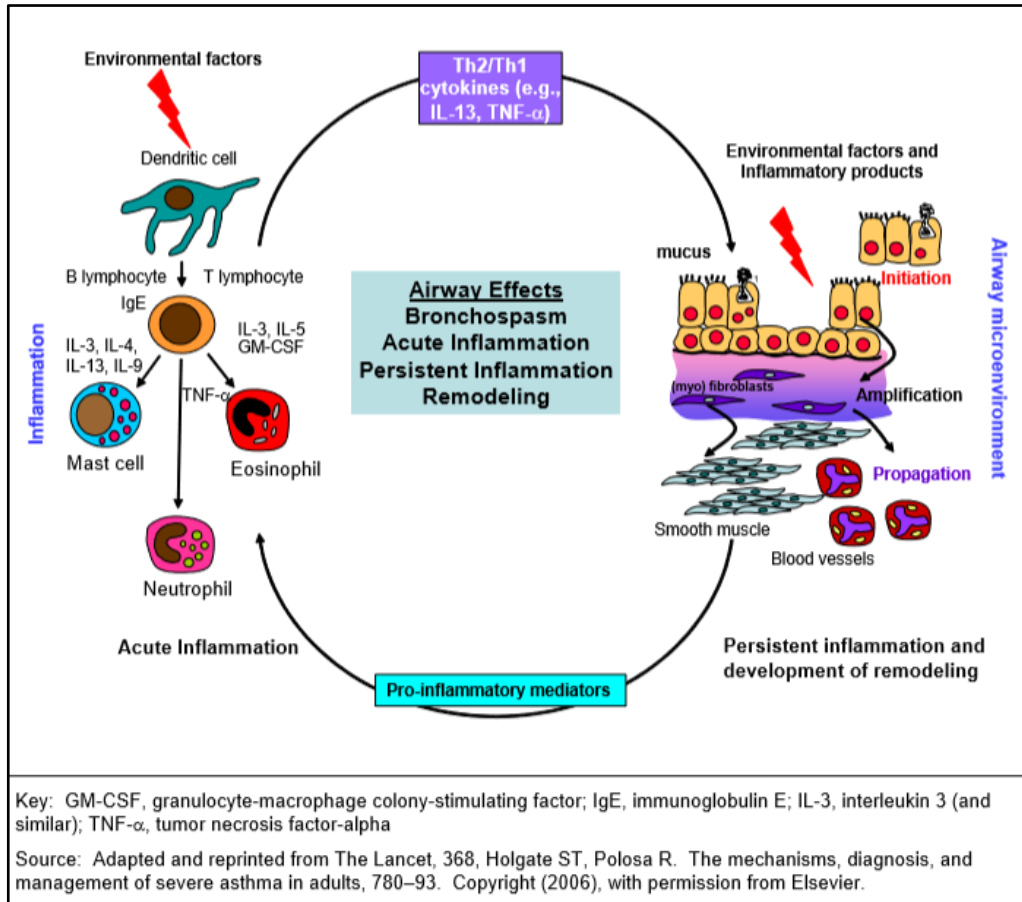 Environmental factors
Dendritic cell
B lymphocyte
T lymphocyte
IgE
IL-3, IL-4,
IL-13, IL-9
IL-3, IL-5
GM-CSF
TNF-α
Mast cell
Eosinophil
Neutrophil
Inflammation
Acute Inflammation
Th2/Th1
cytokines (e.g.,
IL-13, TNF-α)
Airway Effects
Bronchospasm
Acute Inflammation
Persistent Inflammation
Remodeling
Pro-inflammatory mediators
Environmental factors and
Inflammatory products
mucus
Initiation
(myo) fibroblasts
Amplification
Propagation
Smooth muscle
Blood vessels
Airway microenvironment
Persistent inflammation and
development of remodeling
Key: GM-CSF, granulocyte-macrophage colony-stimulating factor; IgE, immunoglobulin E; IL-3, interleukin 3 (and
similar); TNF-α, tumor necrosis factor-alpha
Source: Adapted and reprinted from The Lancet, 368, Holgate ST, Polosa R. The mechanisms, diagnosis, and
management of severe asthma in adults, 780–93. Copyright (2006), with permission from Elsevier.